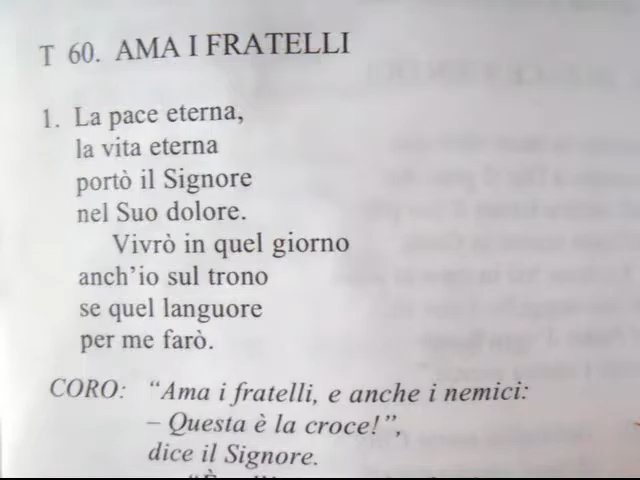 T 60. AMA I FRATELLI
1. La pace eterna,
la vita eterna
portò il Signore
nel Suo dolore.
Vivrò in quel giorno
anch'io sul trono
se quel languore
per me farò.
CORO: "Ama i fratelli, e anche i nemici:
– Questa è la croce!",
dice il Signore.